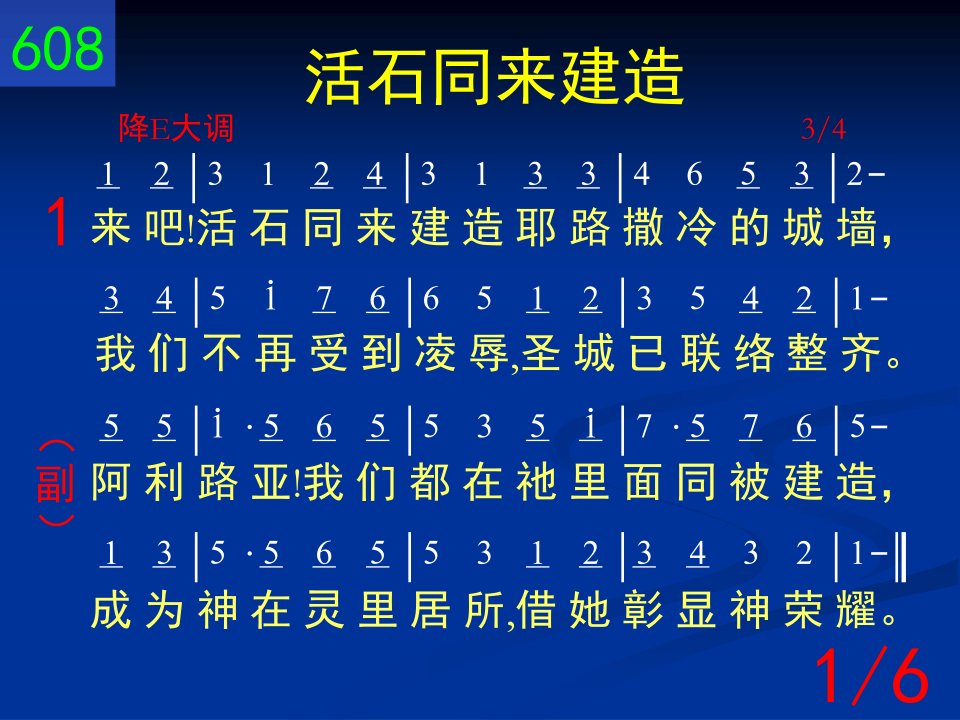 608
活石同来建造
降E大调 3/4
1 2 | 3 1 2 4 | 3 1 3 3 | 4 6 5 3 | 2-
1 来吧!活石同来建造耶路撒冷的城墙，
3 4 | 5 i 7 6 | 6 5 1 2 | 3 5 4 2 | 1-
我们不再受到凌辱,圣城已联络整齐。
5 5 | i · 5 6 5 | 5 3 5 i | 7 · 5 7 6 | 5-
（副） 阿利路亚!我们都在祂里面同被建造，
1 3 | 5 · 5 6 5 | 5 3 1 2 | 3 4 3 2 | 1-‖
成为神在灵里居所,借她彰显神荣耀。
1/6